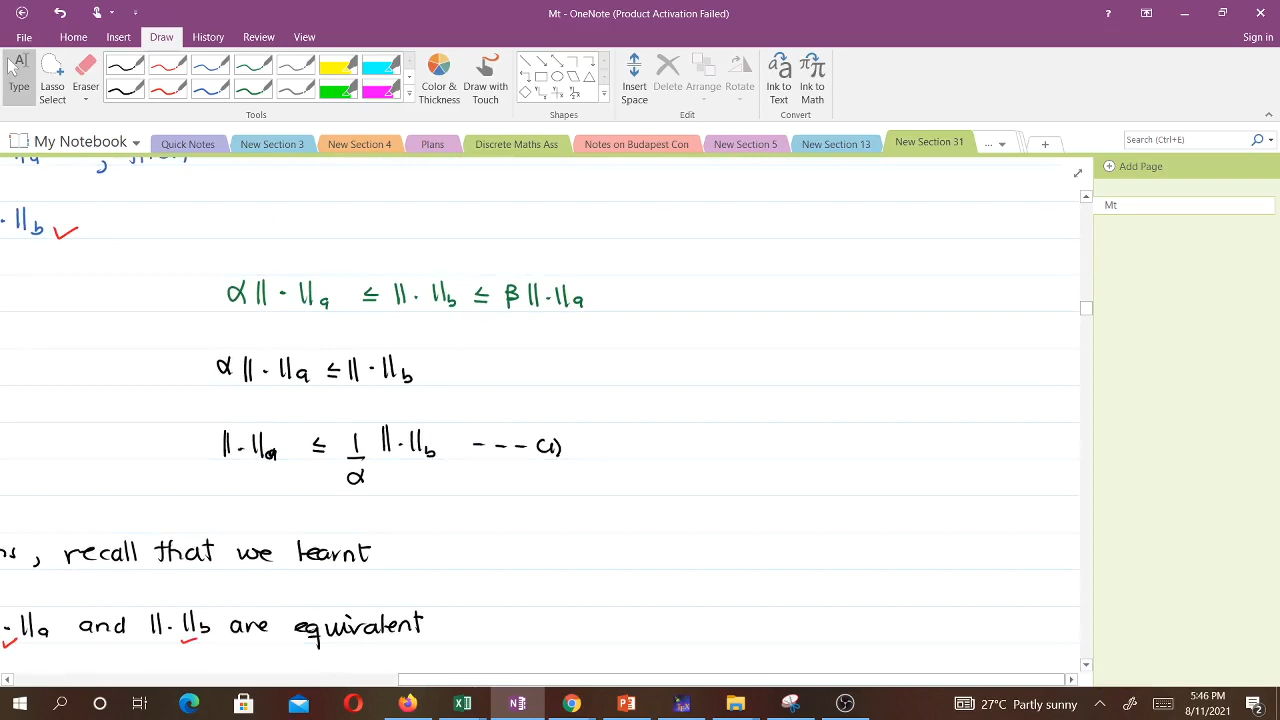 Mt - OneNote (Product Activation Failed)
File Home Insert Draw History Review View Sign in
Type Lasso Select Eraser Color & Thickness Draw with Touch Insert Space Delete Arrange Rotate Ink to Text Ink to Math
Tools Shapes Edit Convert
My Notebook Quick Notes New Section 3 New Section 4 Plans Discrete Maths Ass Notes on Budapest Con New Section 5 New Section 13 New Section 31 ... Search (Ctrl+E)
Add Page
Mt
· ||b ✓
α || · ||a ≤ || · ||b ≤ β || · ||a
α || · ||a ≤ || · ||b
|| · ||a ≤ 1/α || · ||b --- (1)
, recall that we learnt
· ||a and || · ||b are equivalent
27°C Partly sunny
5:46 PM
8/11/2021
2